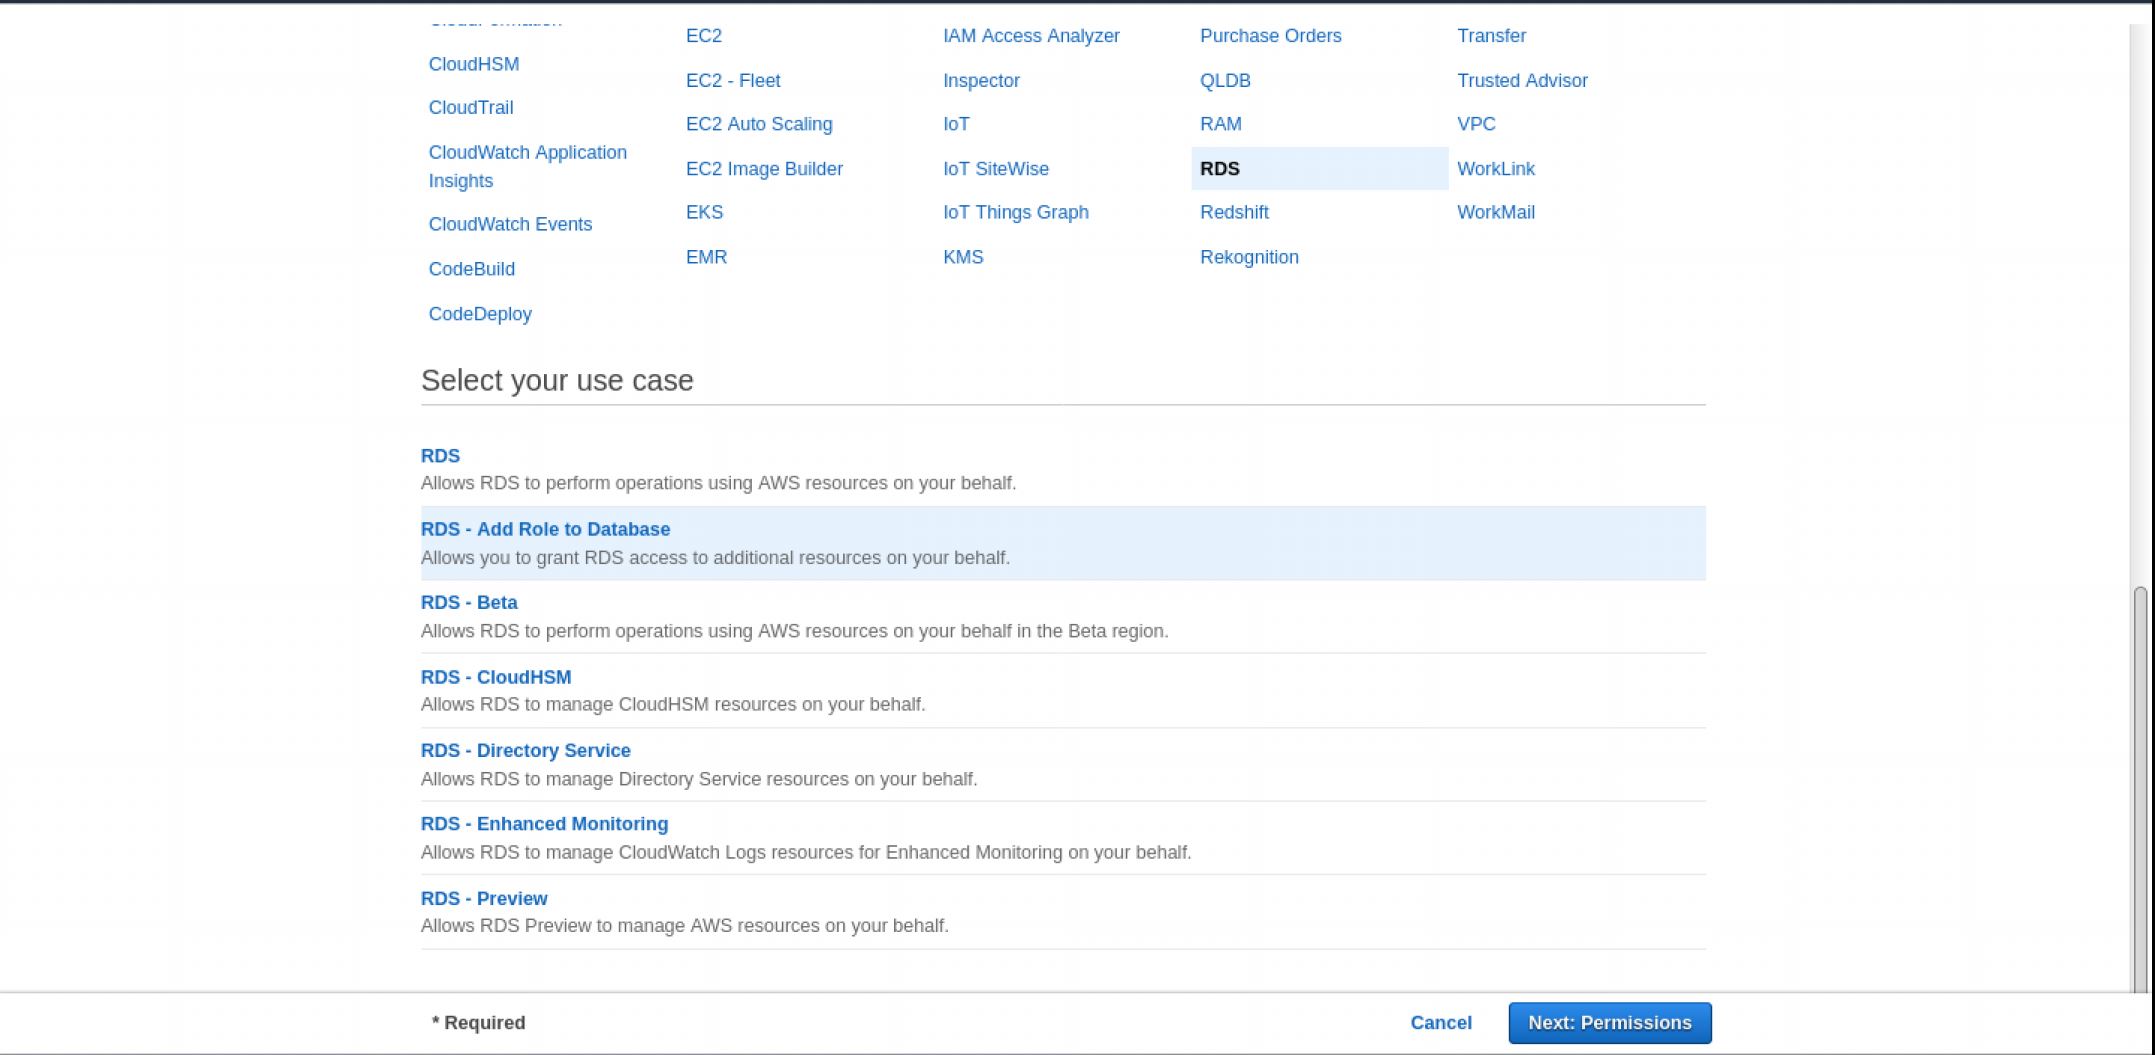 CloudHSM
CloudTrail
CloudWatch Application
Insights
CloudWatch Events
CodeBuild
CodeDeploy
EC2
EC2 - Fleet
EC2 Auto Scaling
EC2 Image Builder
EKS
EMR
IAM Access Analyzer
Inspector
IoT
IoT SiteWise
IoT Things Graph
KMS
Purchase Orders
QLDB
RAM
RDS
Redshift
Rekognition
Transfer
Trusted Advisor
VPC
WorkLink
WorkMail
Select your use case
RDS
Allows RDS to perform operations using AWS resources on your behalf.
RDS - Add Role to Database
Allows you to grant RDS access to additional resources on your behalf.
RDS - Beta
Allows RDS to perform operations using AWS resources on your behalf in the Beta region.
RDS - CloudHSM
Allows RDS to manage CloudHSM resources on your behalf.
RDS - Directory Service
Allows RDS to manage Directory Service resources on your behalf.
RDS - Enhanced Monitoring
Allows RDS to manage CloudWatch Logs resources for Enhanced Monitoring on your behalf.
RDS - Preview
Allows RDS Preview to manage AWS resources on your behalf.
* Required
Cancel
Next: Permissions